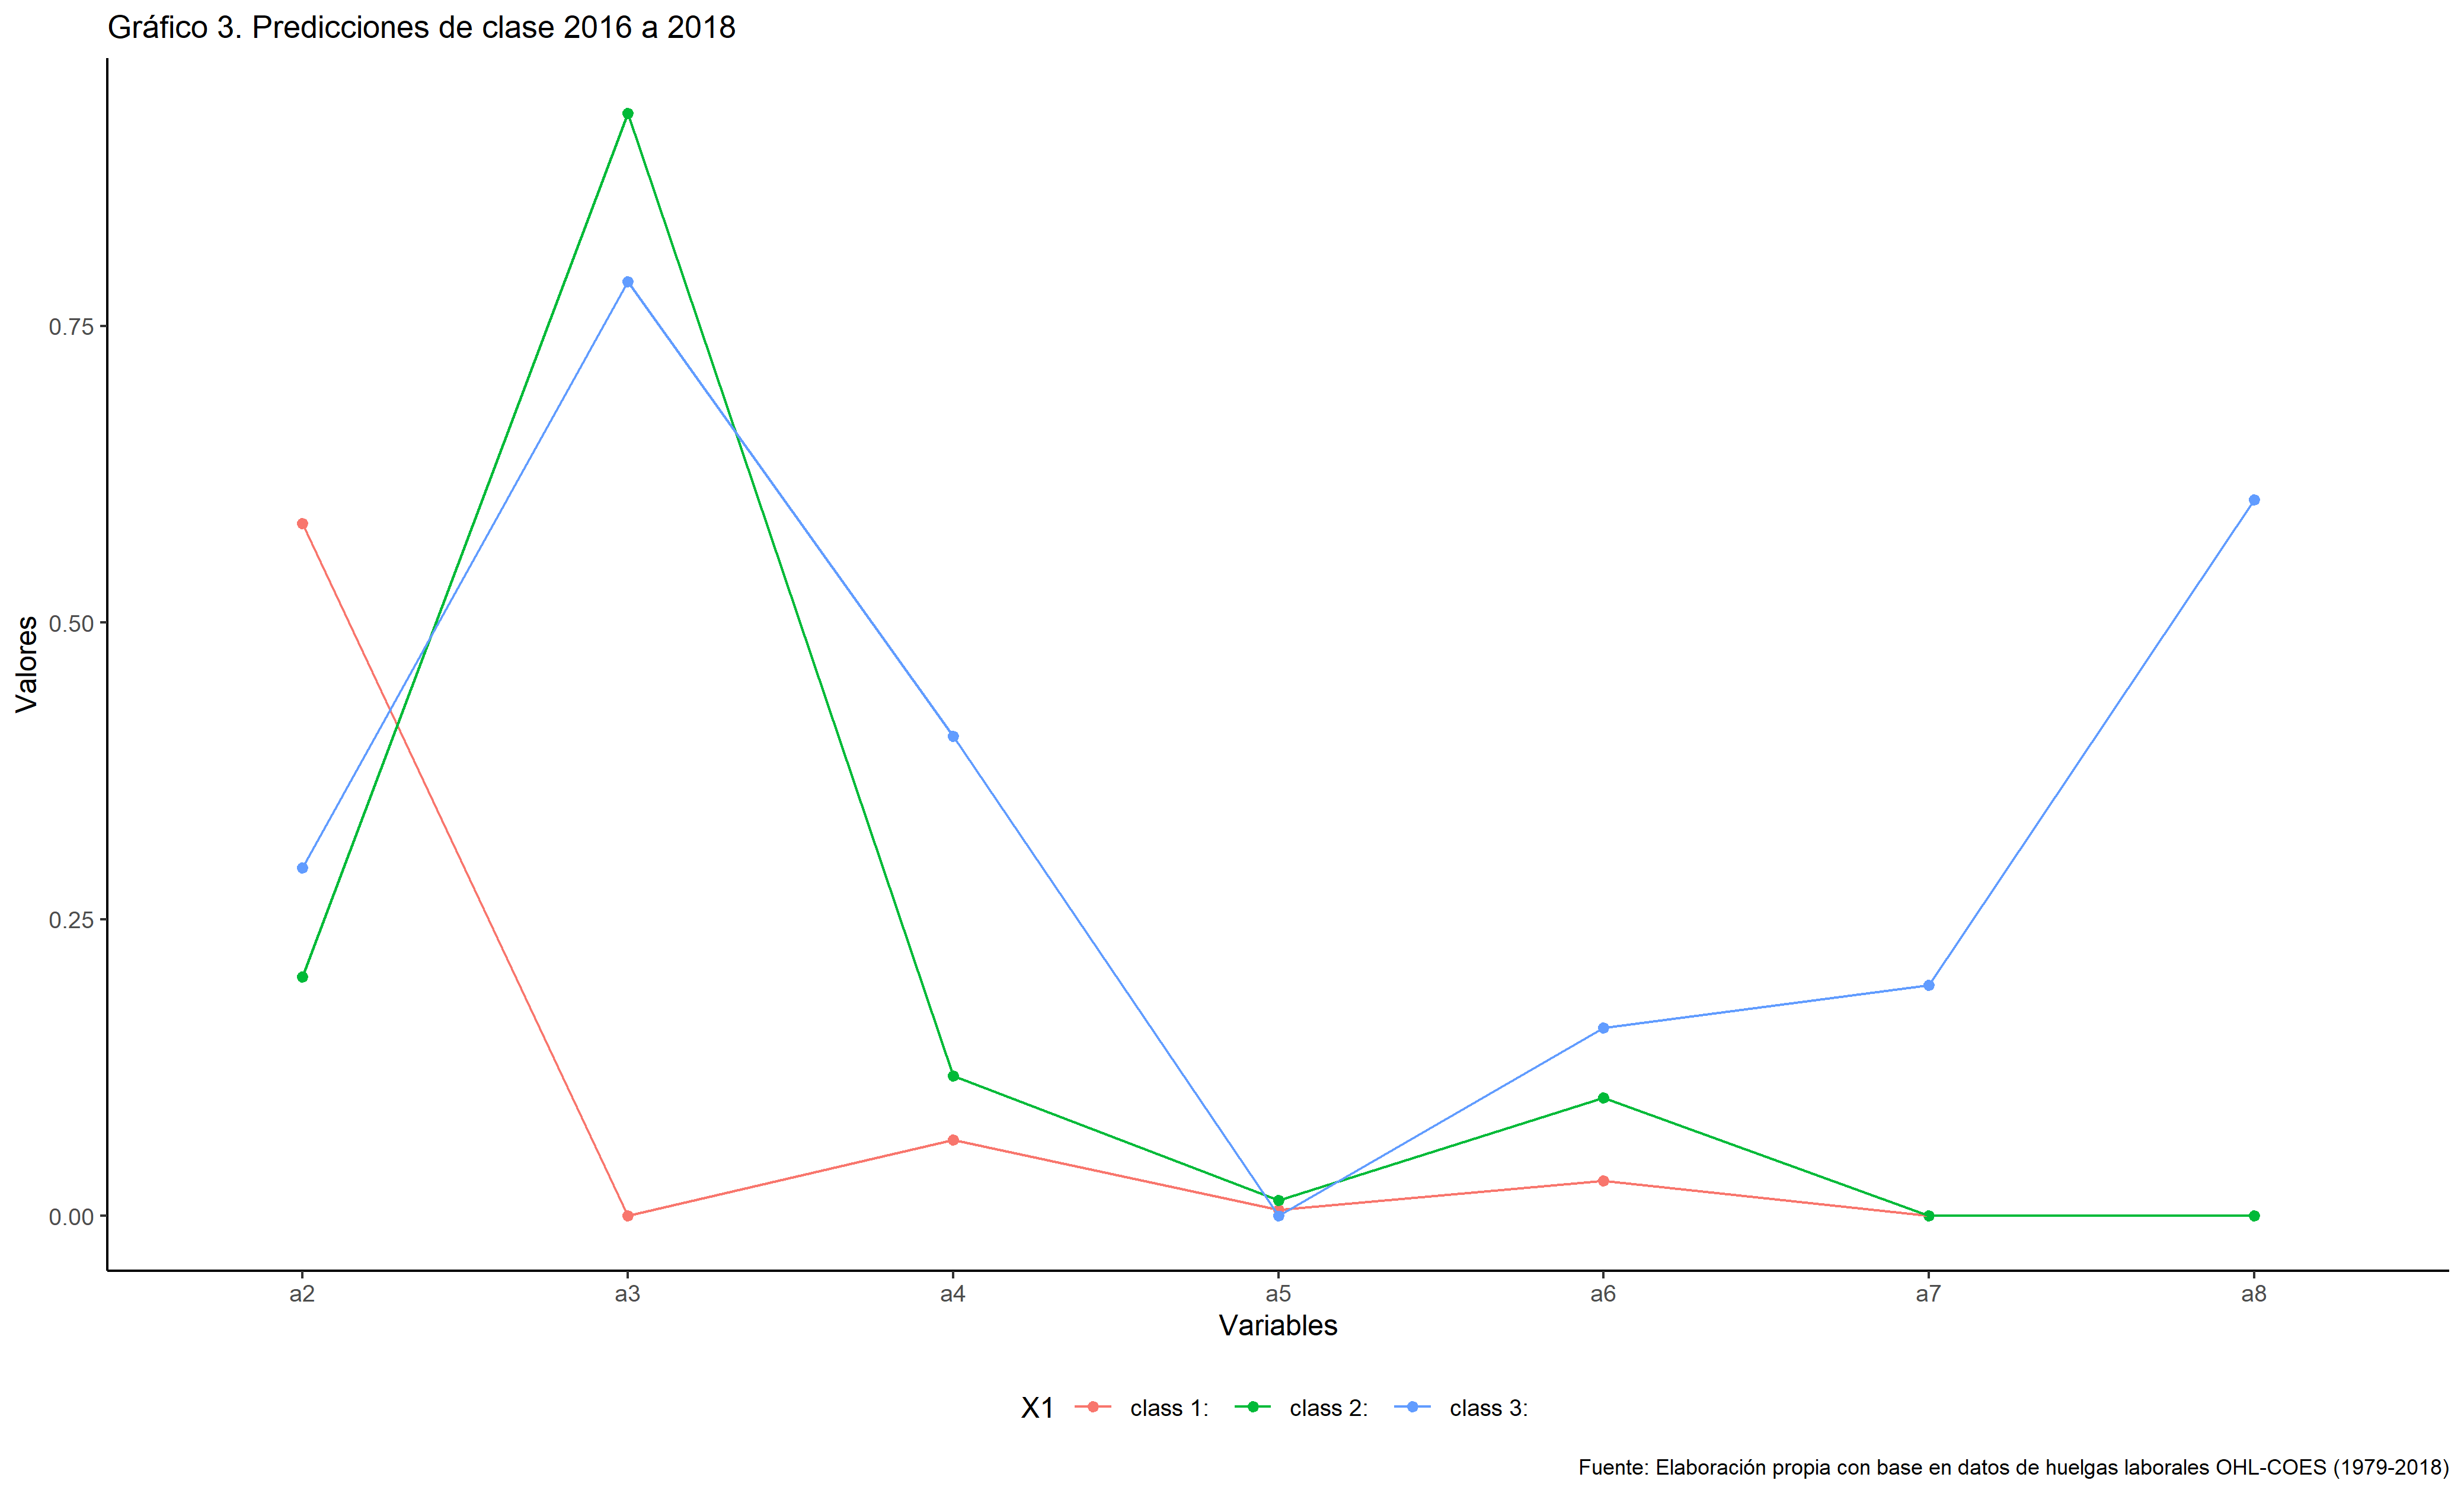 Gráfico 3. Predicciones de clase 2016 a 2018
Valores
0.75
0.50
0.25
0.00
a2 a3 a4 a5 a6 a7 a8
Variables
X1 class 1: class 2: class 3:
Fuente: Elaboración propia con base en datos de huelgas laborales OHL-COES (1979-2018)